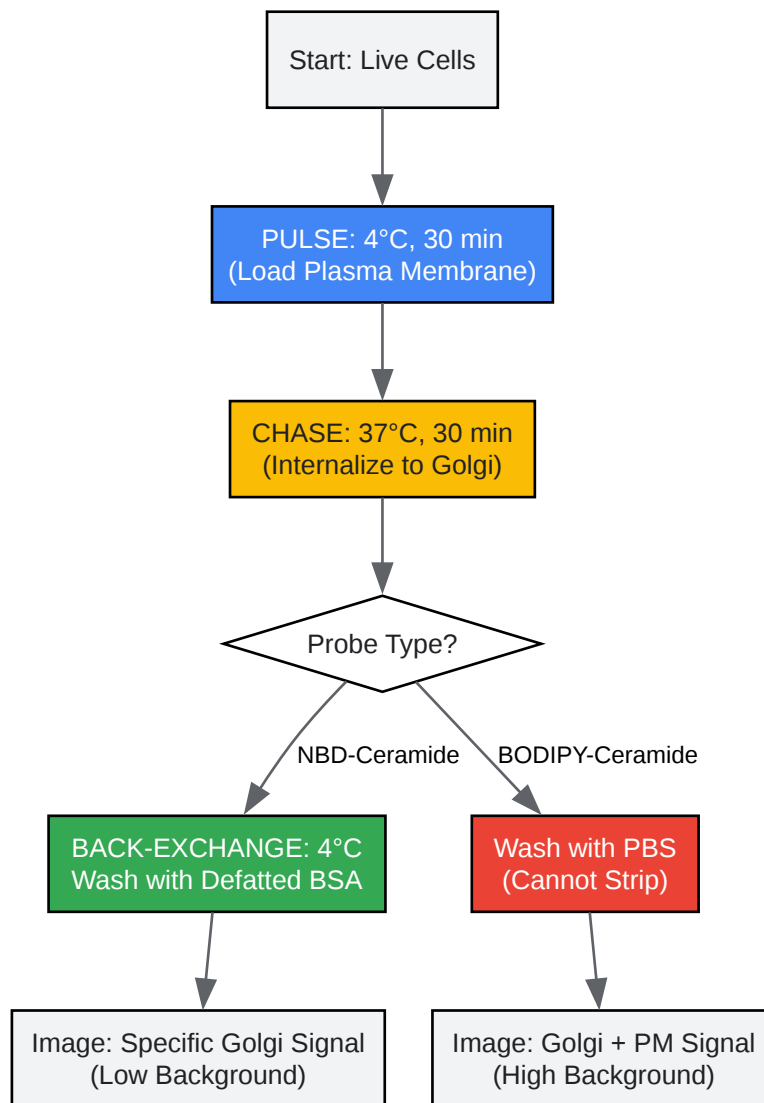 Start: Live Cells
PULSE: 4°C, 30 min
(Load Plasma Membrane)
CHASE: 37°C, 30 min
(Internalize to Golgi)
Probe Type?
NBD-Ceramide
BODIPY-Ceramide
BACK-EXCHANGE: 4°C
Wash with Defatted BSA
Wash with PBS
(Cannot Strip)
Image: Specific Golgi Signal
(Low Background)
Image: Golgi + PM Signal
(High Background)